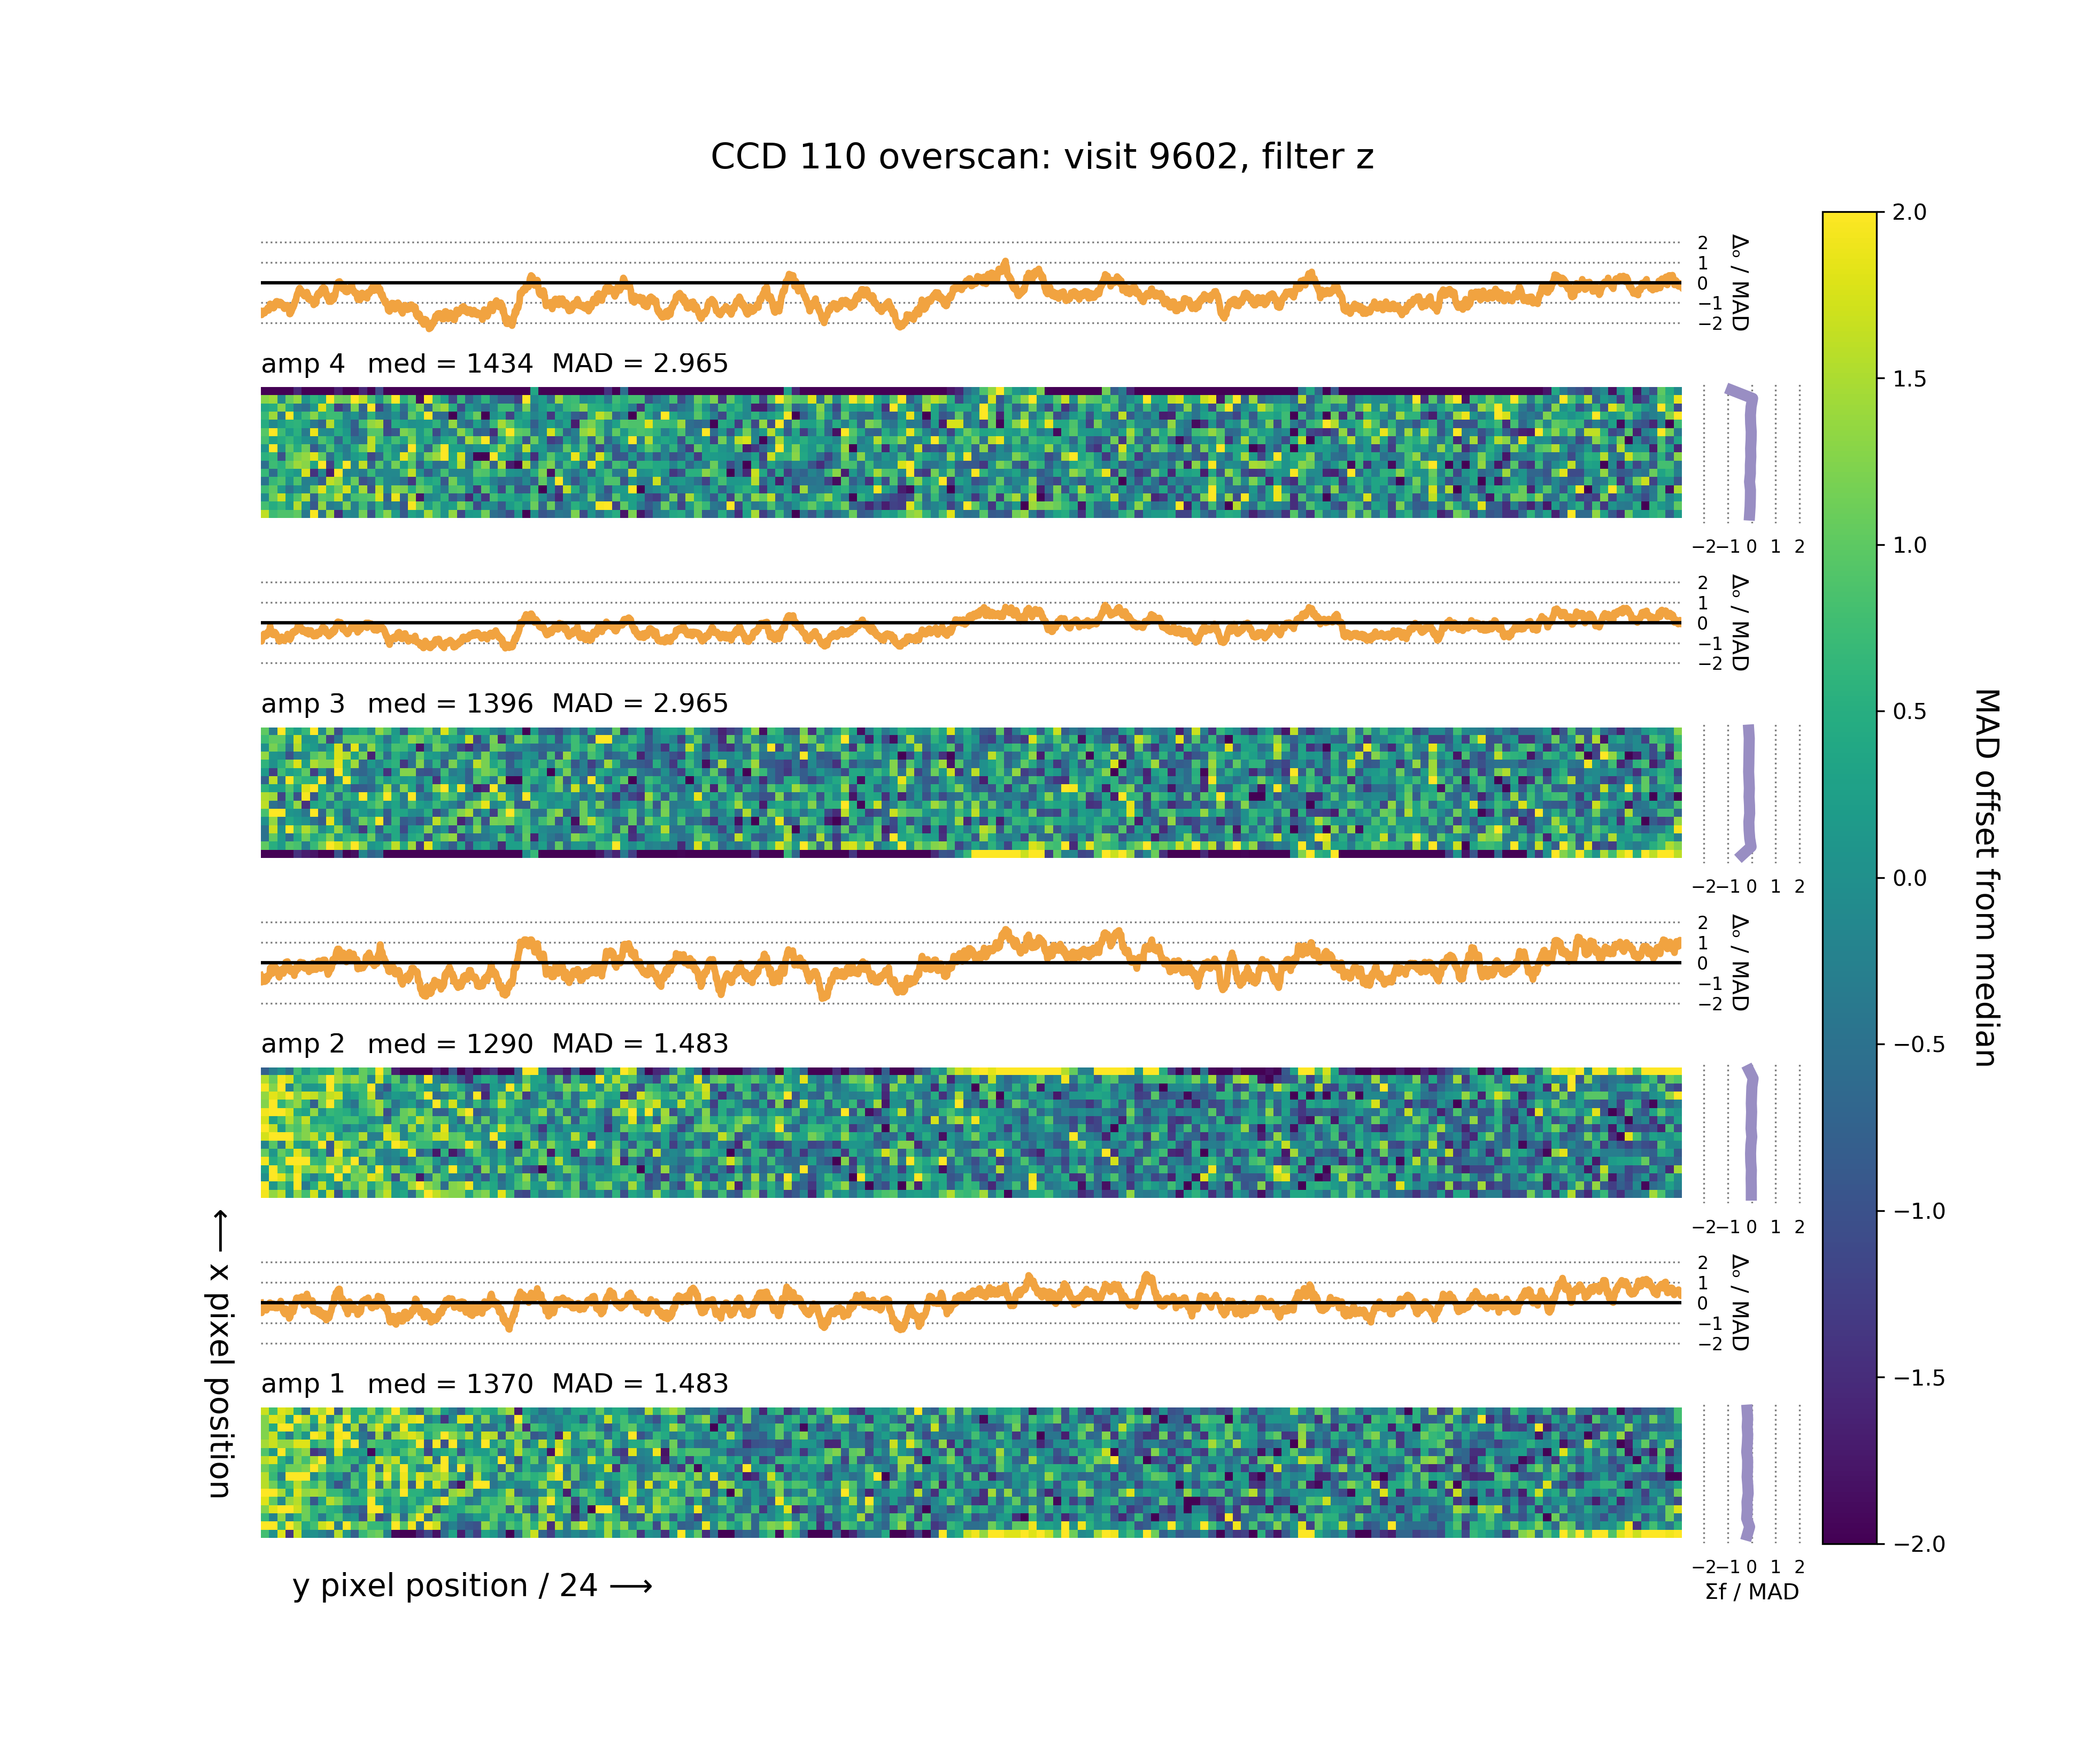 CCD 110 overscan: visit 9602, filter z
2
1
0
−1
−2
Δₒ / MAD
amp 4 med = 1434 MAD = 2.965
−2 −1 0 1 2
2
1
0
−1
−2
Δₒ / MAD
amp 3 med = 1396 MAD = 2.965
−2 −1 0 1 2
2
1
0
−1
−2
Δₒ / MAD
amp 2 med = 1290 MAD = 1.483
−2 −1 0 1 2
2
1
0
−1
−2
Δₒ / MAD
amp 1 med = 1370 MAD = 1.483
−2 −1 0 1 2
Σf / MAD
y pixel position / 24 ⟶
⟵ x pixel position
2.0
1.5
1.0
0.5
0.0
−0.5
−1.0
−1.5
−2.0
MAD offset from median